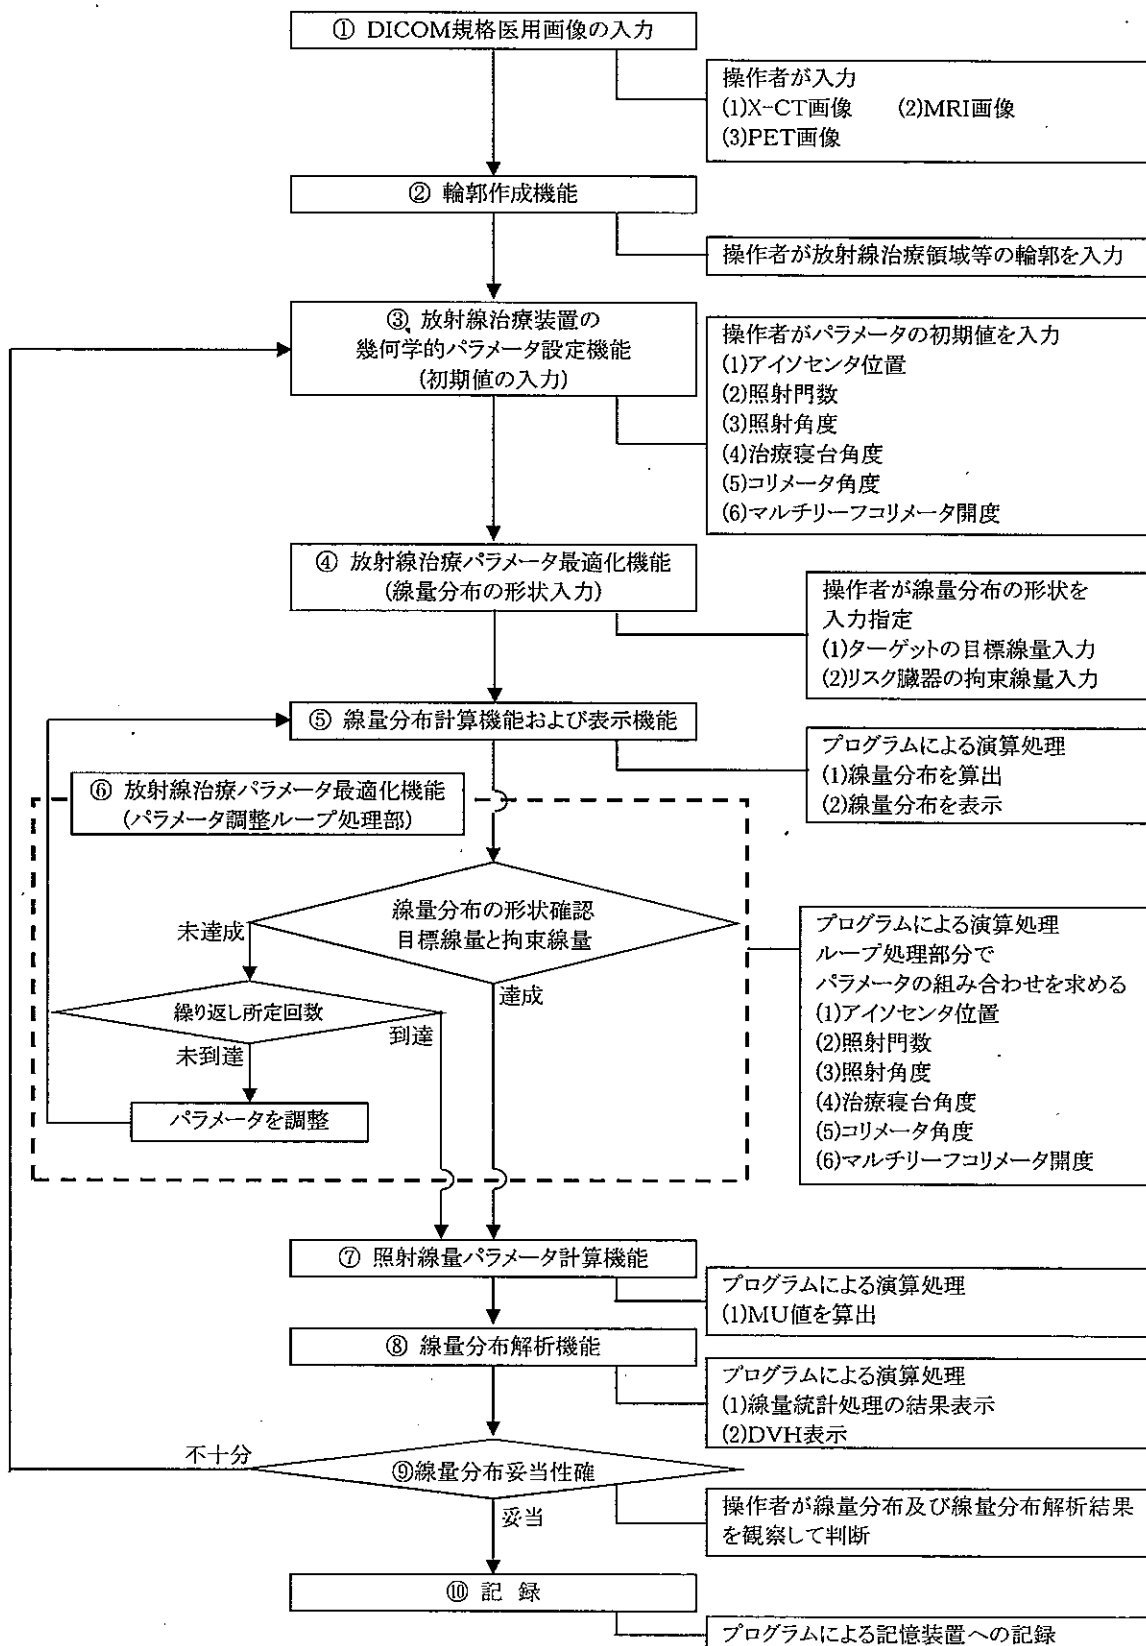 ① DICOM規格医用画像の入力
操作者が入力
(1)X-CT画像 (2)MRI画像
(3)PET画像
② 輪郭作成機能
操作者が放射線治療領域等の輪郭を入力
③ 放射線治療装置の
幾何学的パラメータ設定機能
(初期値の入力)
操作者がパラメータの初期値を入力
(1)アイソセンタ位置
(2)照射門数
(3)照射角度
(4)治療寝台角度
(5)コリメータ角度
(6)マルチリーフコリメータ開度
④ 放射線治療パラメータ最適化機能
(線量分布の形状入力)
操作者が線量分布の形状を
入力指定
(1)ターゲットの目標線量入力
(2)リスク臓器の拘束線量入力
⑤ 線量分布計算機能および表示機能
プログラムによる演算処理
(1)線量分布を算出
(2)線量分布を表示
⑥ 放射線治療パラメータ最適化機能
(パラメータ調整ループ処理部)
線量分布の形状確認
目標線量と拘束線量
未達成
達成
繰り返し所定回数
到達
未到達
パラメータを調整
プログラムによる演算処理
ループ処理部分で
パラメータの組み合わせを求める
(1)アイソセンタ位置
(2)照射門数
(3)照射角度
(4)治療寝台角度
(5)コリメータ角度
(6)マルチリーフコリメータ開度
⑦ 照射線量パラメータ計算機能
プログラムによる演算処理
(1)MU値を算出
⑧ 線量分布解析機能
プログラムによる演算処理
(1)線量統計処理の結果表示
(2)DVH表示
不十分
⑨線量分布妥当性確
妥当
操作者が線量分布及び線量分布解析結果
を観察して判断
⑩ 記 録
プログラムによる記憶装置への記録